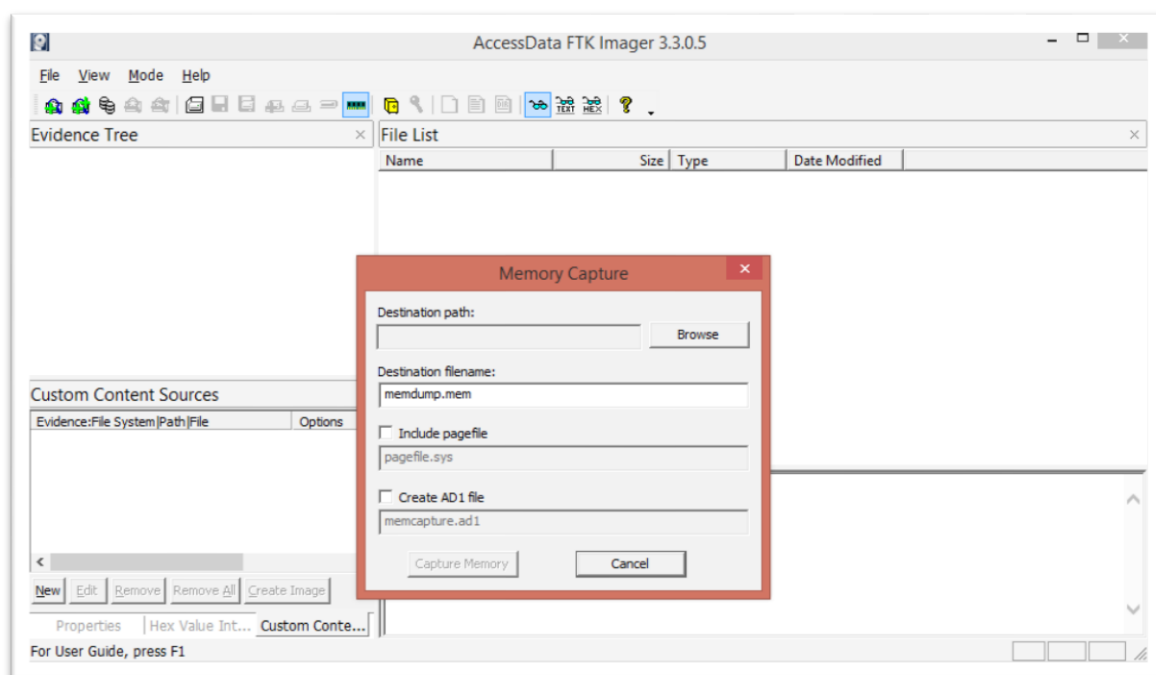 AccessData FTK Imager 3.3.0.5
File View Mode Help
TEXT HEX
Evidence Tree
File List
Name Size Type Date Modified
Memory Capture
Destination path:
Browse
Destination filename:
memdump.mem
Include pagefile
pagefile.sys
Create AD1 file
memcapture.ad1
Capture Memory Cancel
Custom Content Sources
Evidence:File System|Path|File Options
New Edit Remove Remove All Create Image
Properties Hex Value Int... Custom Conte...
For User Guide, press F1